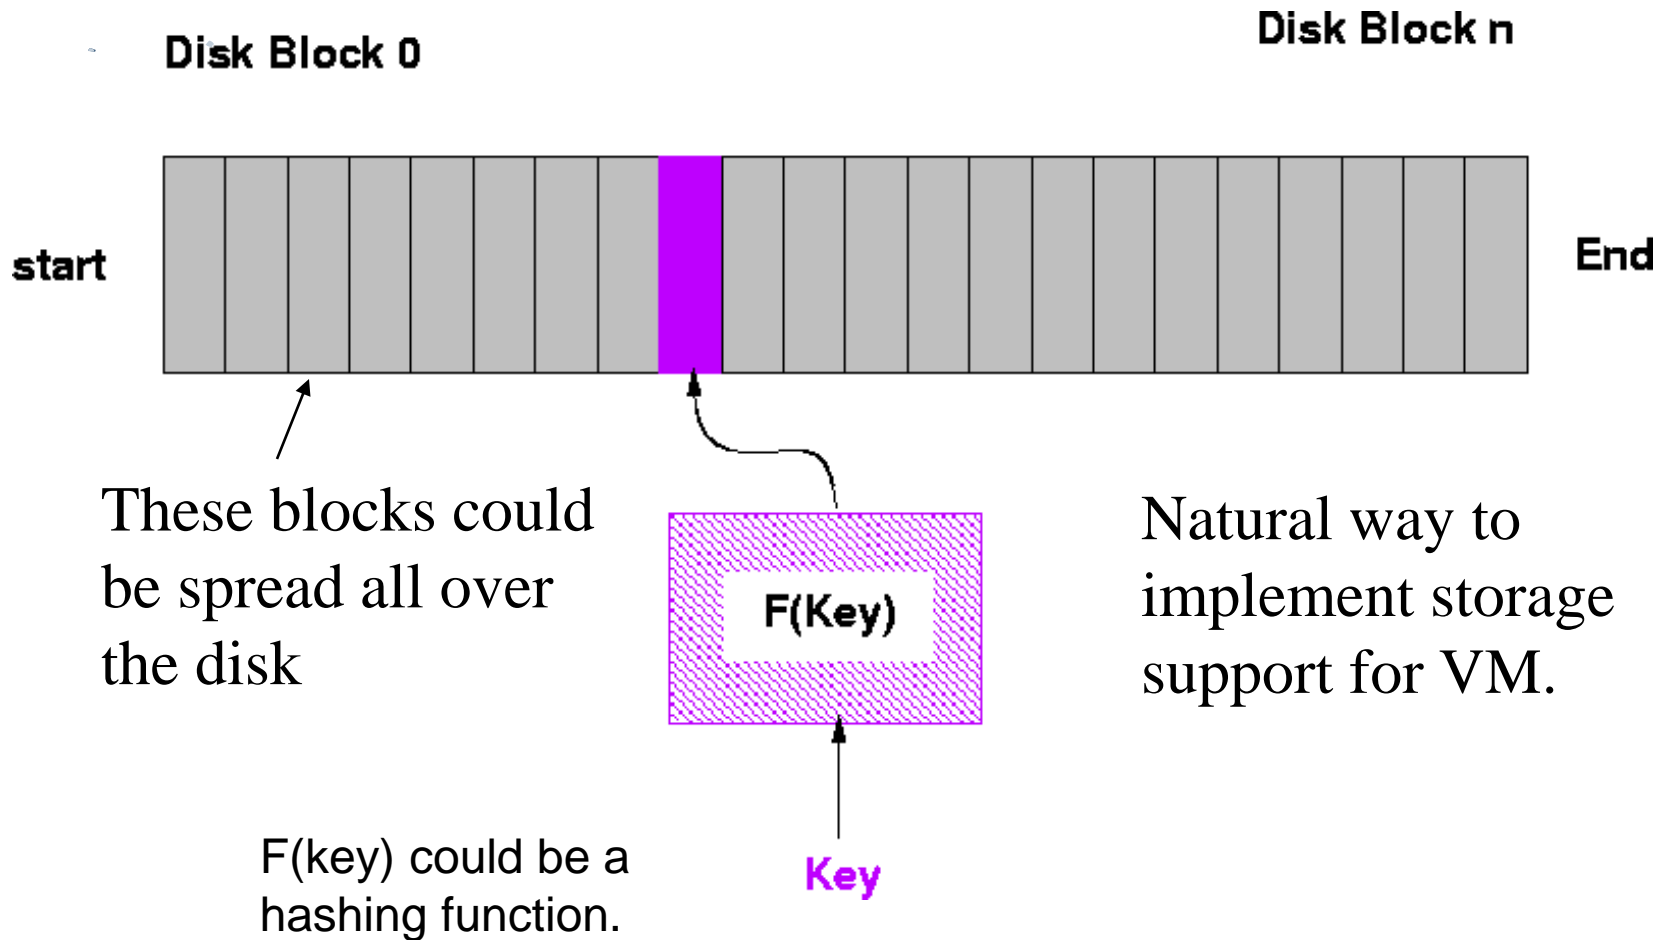 Disk Block 0
Disk Block n
start
End
These blocks could
be spread all over
the disk
F(Key)
Natural way to
implement storage
support for VM.
F(key) could be a
hashing function.
Key